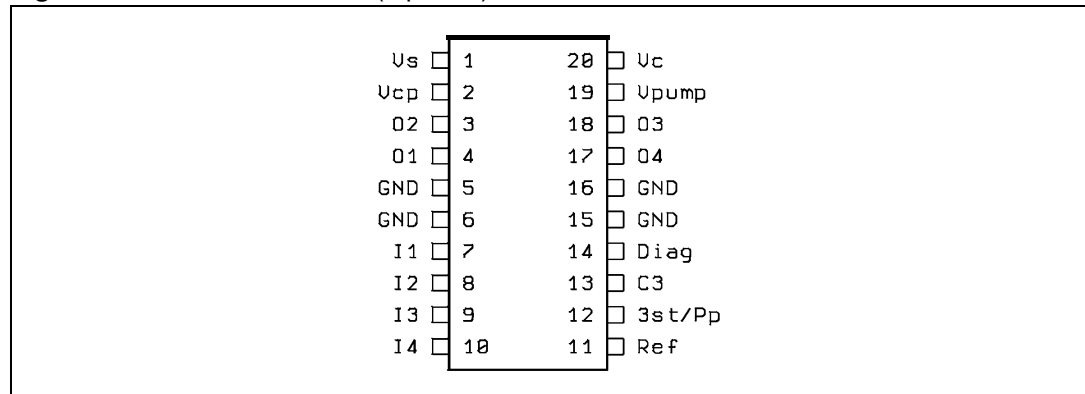 Vs 1 20 Vc
Vcp 2 19 Vpump
O2 3 18 O3
O1 4 17 O4
GND 5 16 GND
GND 6 15 GND
I1 7 14 Diag
I2 8 13 C3
I3 9 12 3st/Pp
I4 10 11 Ref